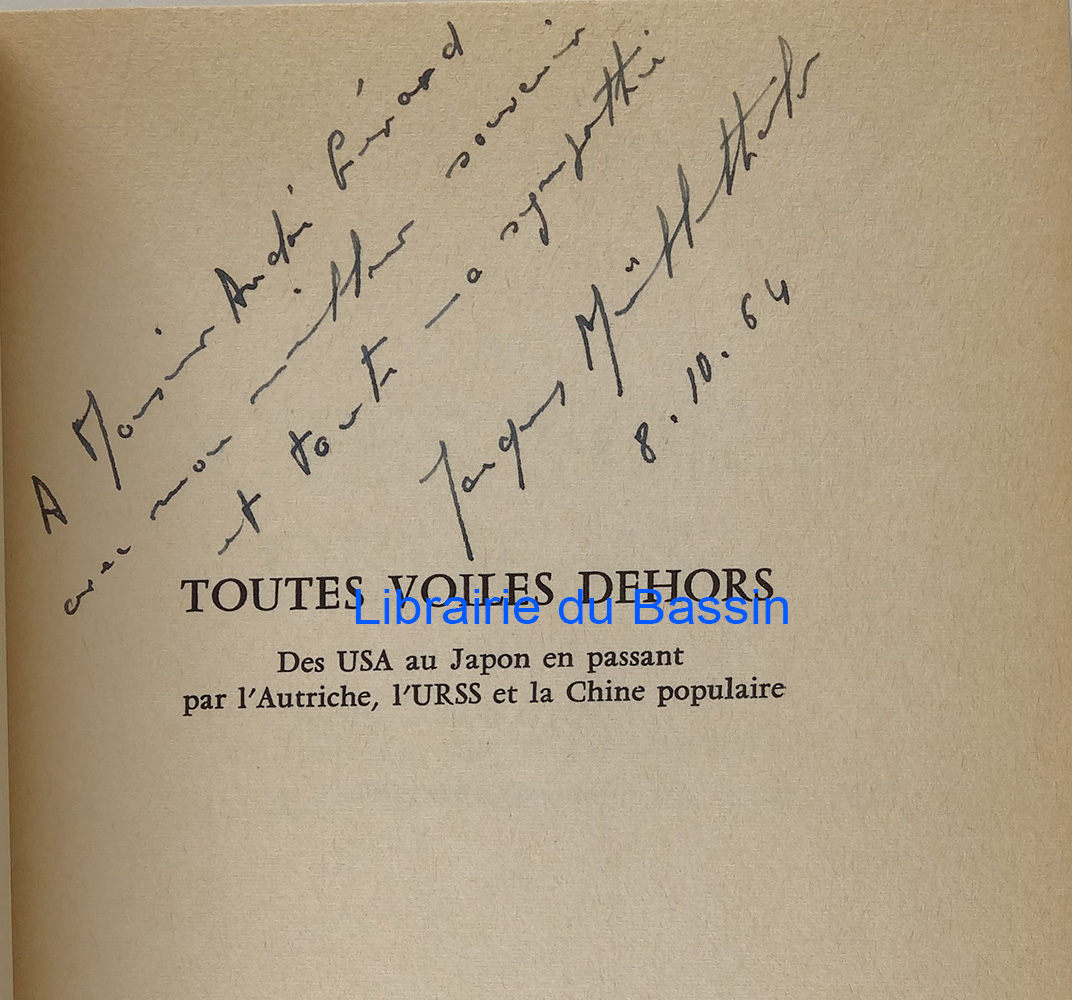 A Monsieur André Gérard
avec mon meilleur souvenir
et toute ma sympathie
Jacques
8.10.64
TOUTES VOILES DEHORS
Librairie du Bassin
Des USA au Japon en passant
par l'Autriche, l'URSS et la Chine populaire